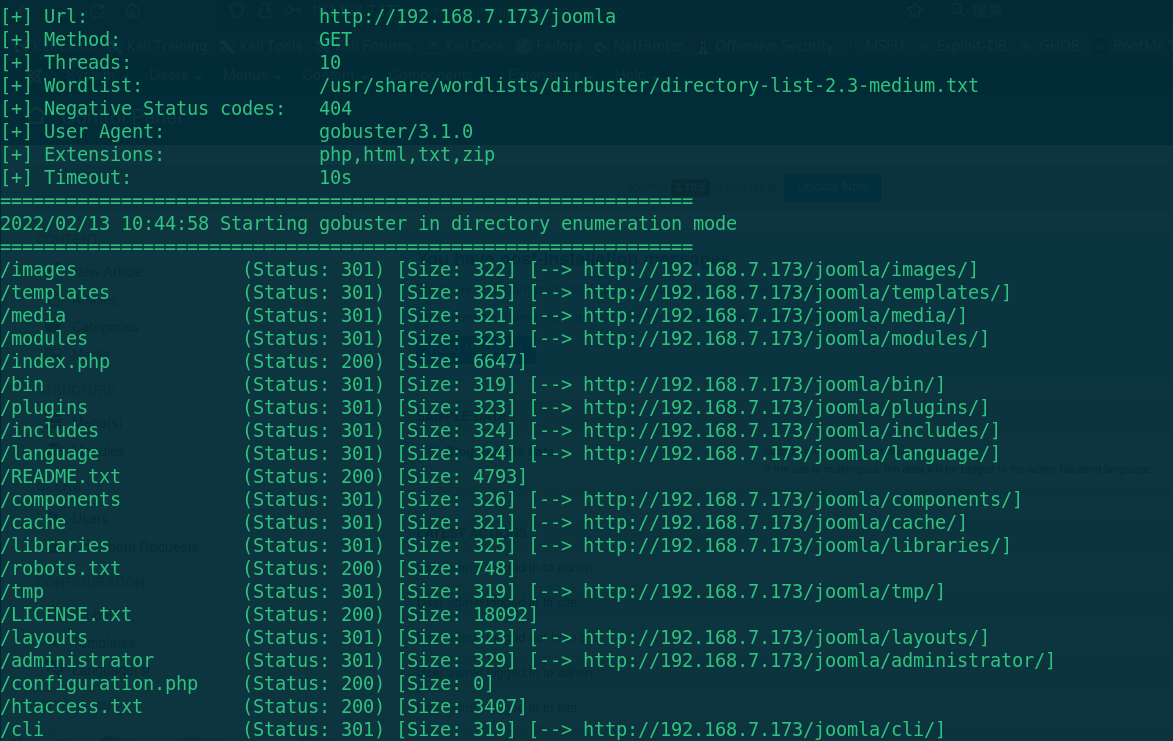 [+] Url:                     http://192.168.7.173/joomla
[+] Method:                  GET
[+] Threads:                 10
[+] Wordlist:                /usr/share/wordlists/dirbuster/directory-list-2.3-medium.txt
[+] Negative Status codes:   404
[+] User Agent:              gobuster/3.1.0
[+] Extensions:              php,html,txt,zip
[+] Timeout:                 10s
===============================================================
2022/02/13 10:44:58 Starting gobuster in directory enumeration mode
===============================================================
/images               (Status: 301) [Size: 322] [--> http://192.168.7.173/joomla/images/]
/templates            (Status: 301) [Size: 325] [--> http://192.168.7.173/joomla/templates/]
/media                (Status: 301) [Size: 321] [--> http://192.168.7.173/joomla/media/]
/modules              (Status: 301) [Size: 323] [--> http://192.168.7.173/joomla/modules/]
/index.php            (Status: 200) [Size: 6647]
/bin                  (Status: 301) [Size: 319] [--> http://192.168.7.173/joomla/bin/]
/plugins              (Status: 301) [Size: 323] [--> http://192.168.7.173/joomla/plugins/]
/includes             (Status: 301) [Size: 324] [--> http://192.168.7.173/joomla/includes/]
/language             (Status: 301) [Size: 324] [--> http://192.168.7.173/joomla/language/]
/README.txt           (Status: 200) [Size: 4793]
/components           (Status: 301) [Size: 326] [--> http://192.168.7.173/joomla/components/]
/cache                (Status: 301) [Size: 321] [--> http://192.168.7.173/joomla/cache/]
/libraries            (Status: 301) [Size: 325] [--> http://192.168.7.173/joomla/libraries/]
/robots.txt           (Status: 200) [Size: 748]
/tmp                  (Status: 301) [Size: 319] [--> http://192.168.7.173/joomla/tmp/]
/LICENSE.txt          (Status: 200) [Size: 18092]
/layouts              (Status: 301) [Size: 323] [--> http://192.168.7.173/joomla/layouts/]
/administrator        (Status: 301) [Size: 329] [--> http://192.168.7.173/joomla/administrator/]
/configuration.php    (Status: 200) [Size: 0]
/htaccess.txt         (Status: 200) [Size: 3407]
/cli                  (Status: 301) [Size: 319] [--> http://192.168.7.173/joomla/cli/]